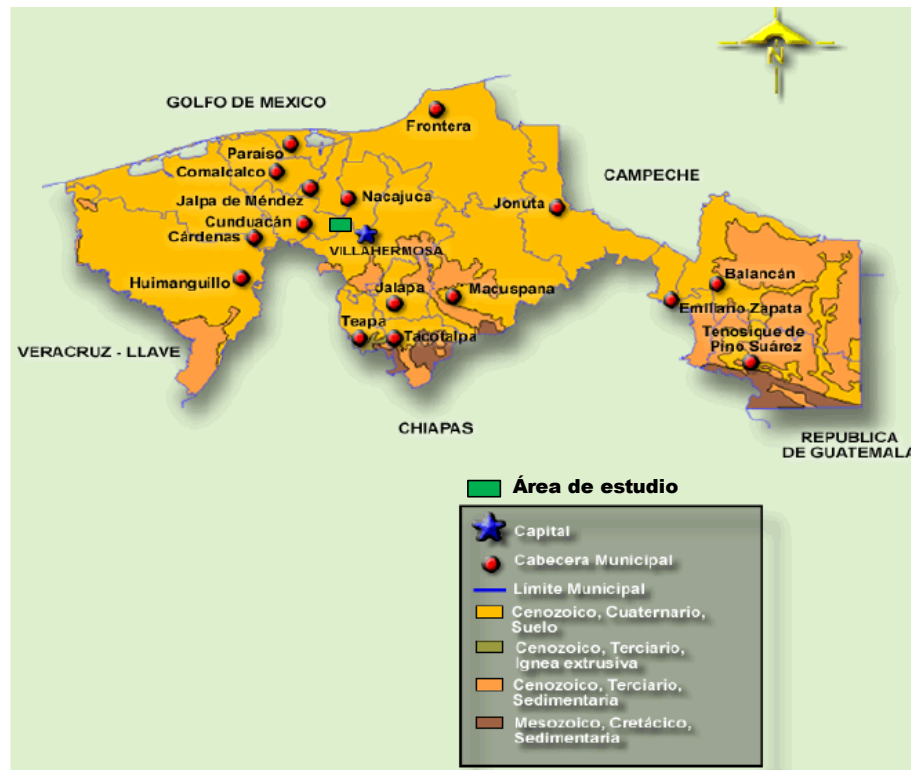 N
GOLFO DE MEXICO
Frontera
Paraíso
Comalcalco
CAMPECHE
Jalpa de Méndez
Nacajuca
Jonuta
Cunduacán
Cárdenas
VILLAHERMOSA
Huimanguillo
Jalapa
Macuspana
Balancán
Emiliano Zapata
Teapa
Tacotalpa
Tenosique de
Pino Suárez
VERACRUZ - LLAVE
CHIAPAS
REPUBLICA
DE GUATEMALA
Área de estudio
Capital
Cabecera Municipal
Límite Municipal
Cenozoico, Cuaternario,
Suelo
Cenozoico, Terciario,
Ignea extrusiva
Cenozoico, Terciario,
Sedimentaria
Mesozoico, Cretácico,
Sedimentaria